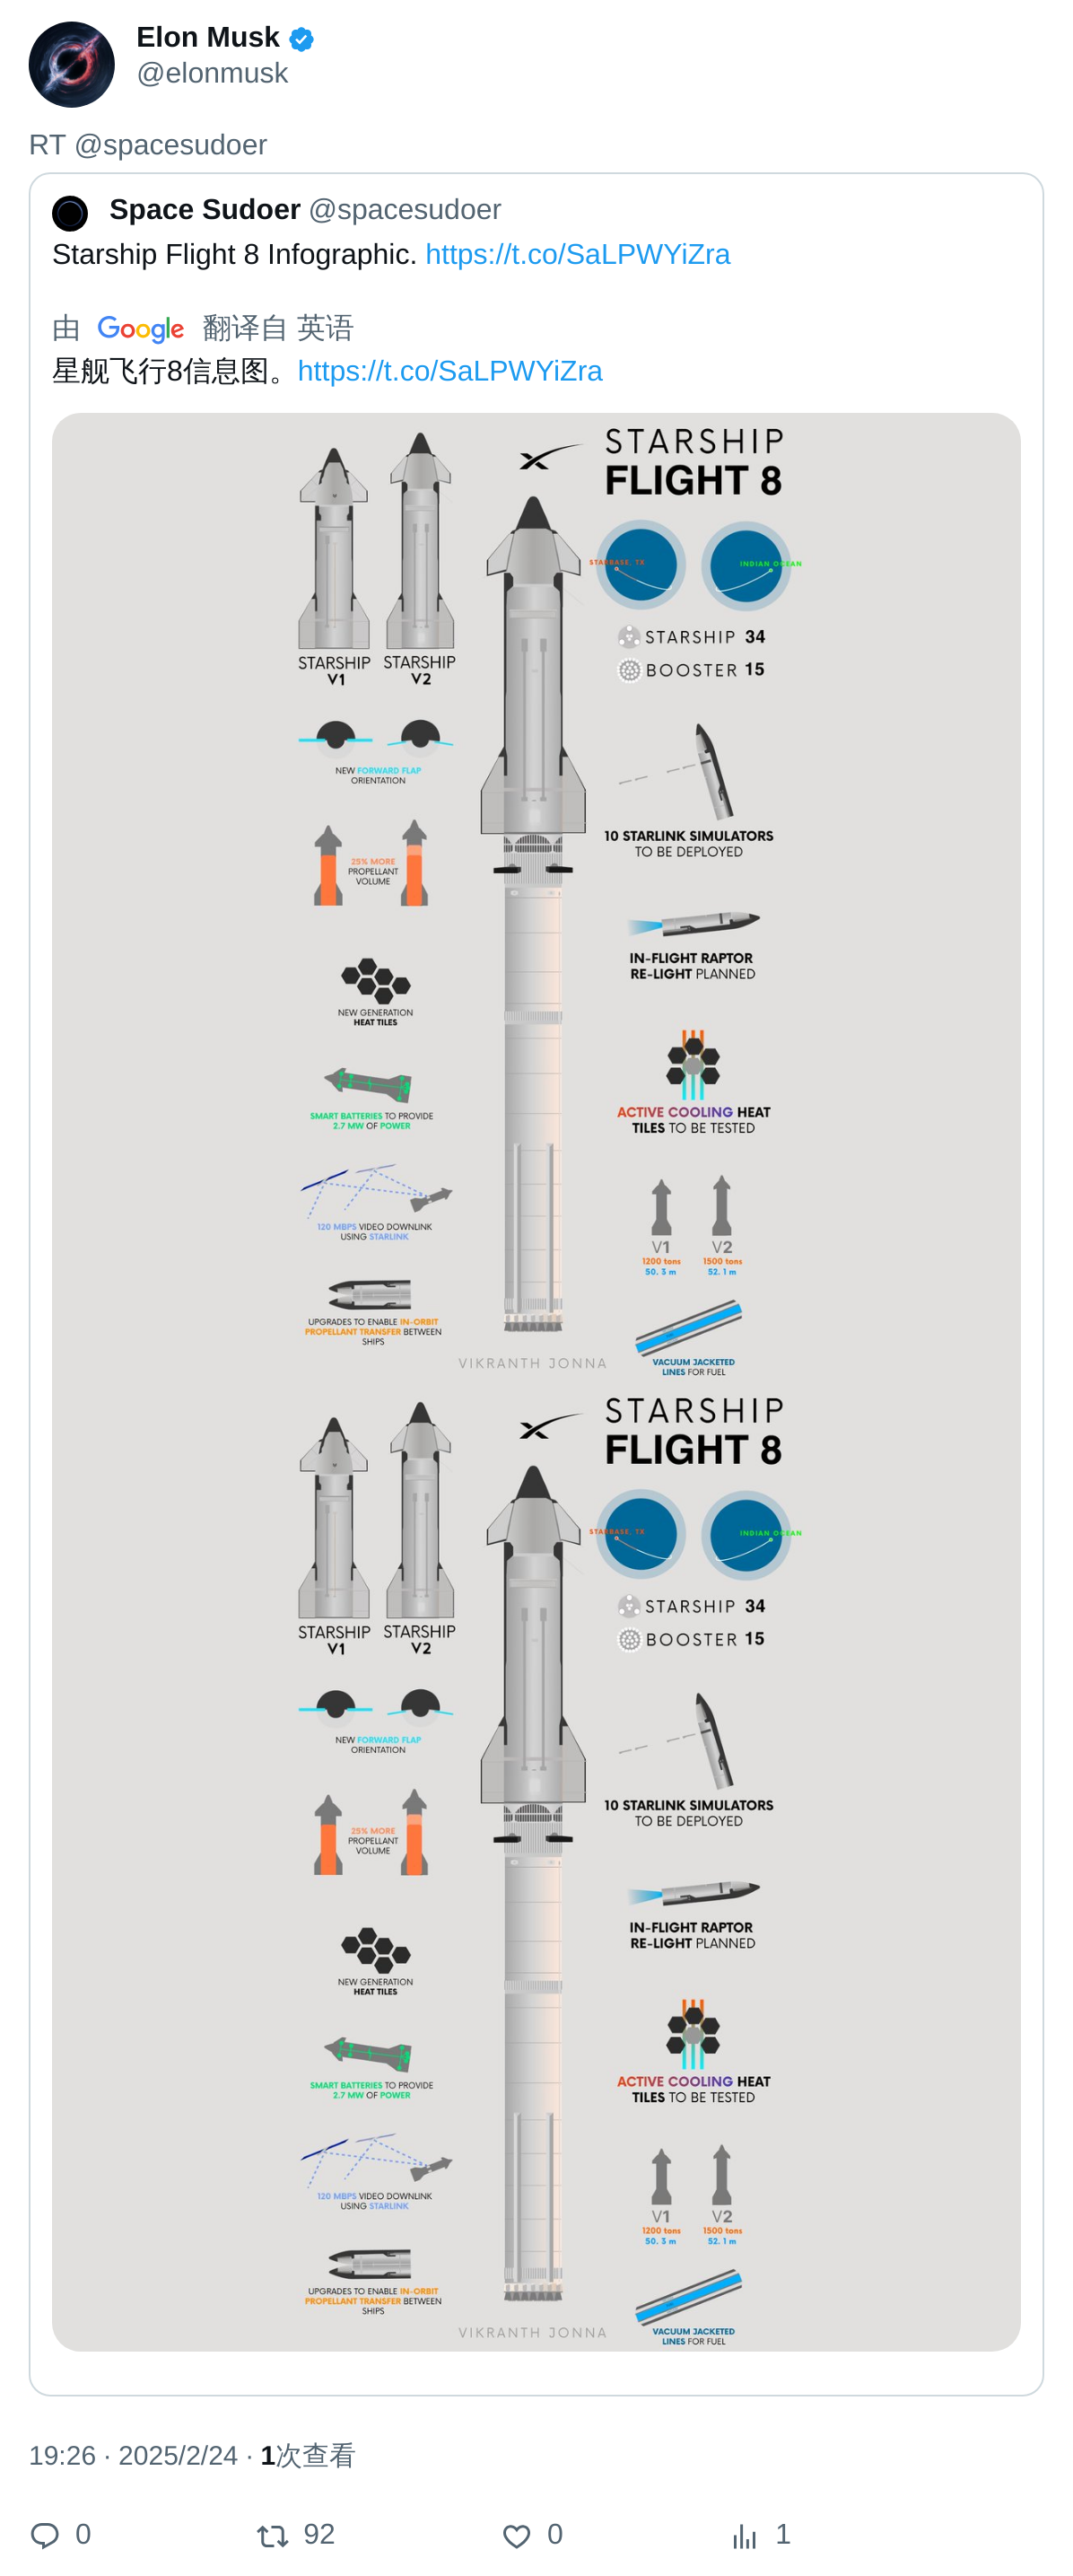 Elon Musk
@elonmusk
RT @spacesudoer
Space Sudoer @spacesudoer
Starship Flight 8 Infographic. https://t.co/SaLPWYiZra
由 Google 翻译自 英语
星舰飞行8信息图。https://t.co/SaLPWYiZra
STARSHIP
FLIGHT 8
STARBASE, TX
INDIAN OCEAN
STARSHIP 34
BOOSTER 15
STARSHIP
V1
STARSHIP
V2
NEW FORWARD FLAP
ORIENTATION
10 STARLINK SIMULATORS
TO BE DEPLOYED
25% MORE
PROPELLANT
VOLUME
IN-FLIGHT RAPTOR
RE-LIGHT PLANNED
NEW GENERATION
HEAT TILES
SMART BATTERIES TO PROVIDE
2.7 MW OF POWER
ACTIVE COOLING HEAT
TILES TO BE TESTED
120 MBPS VIDEO DOWNLINK
USING STARLINK
V1
1200 tons
50. 3 m
V2
1500 tons
52. 1 m
UPGRADES TO ENABLE IN-ORBIT
PROPELLANT TRANSFER BETWEEN
SHIPS
VIKRANTH JONNA
VACUUM JACKETED
LINES FOR FUEL
STARSHIP
FLIGHT 8
STARBASE, TX
INDIAN OCEAN
STARSHIP 34
BOOSTER 15
STARSHIP
V1
STARSHIP
V2
NEW FORWARD FLAP
ORIENTATION
10 STARLINK SIMULATORS
TO BE DEPLOYED
25% MORE
PROPELLANT
VOLUME
IN-FLIGHT RAPTOR
RE-LIGHT PLANNED
NEW GENERATION
HEAT TILES
SMART BATTERIES TO PROVIDE
2.7 MW OF POWER
ACTIVE COOLING HEAT
TILES TO BE TESTED
120 MBPS VIDEO DOWNLINK
USING STARLINK
V1
1200 tons
50. 3 m
V2
1500 tons
52. 1 m
UPGRADES TO ENABLE IN-ORBIT
PROPELLANT TRANSFER BETWEEN
SHIPS
VIKRANTH JONNA
VACUUM JACKETED
LINES FOR FUEL
19:26 · 2025/2/24 · 1次查看
0 92 0 1